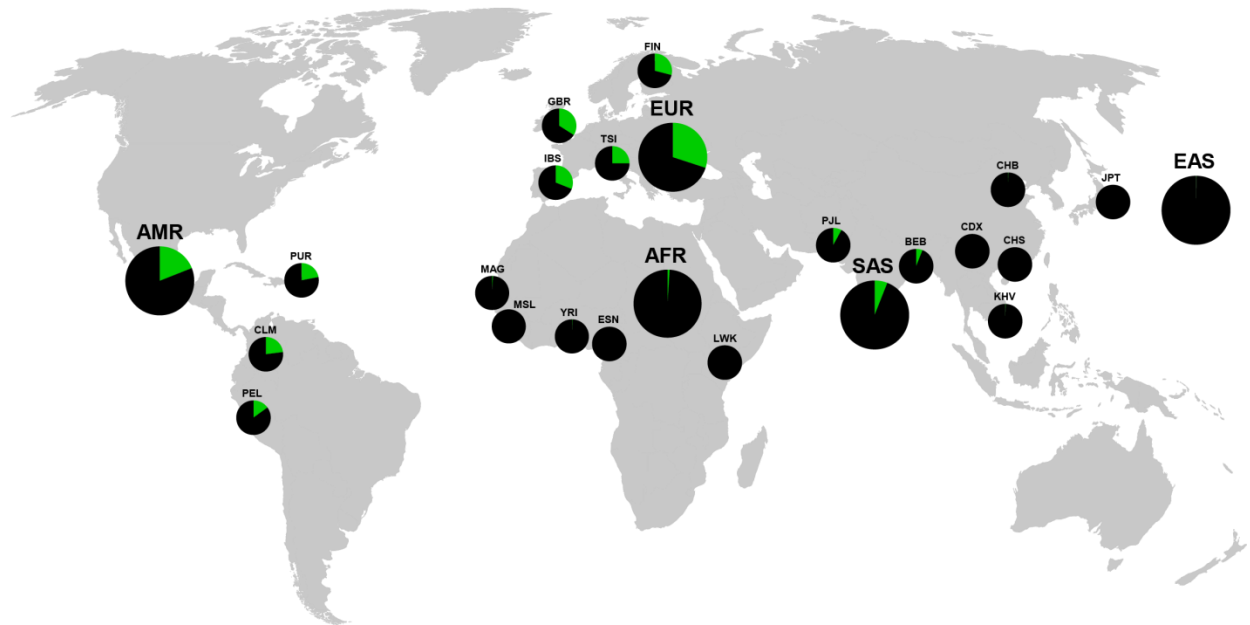 FIN
GBR
EUR
TSI
IBS
CHB
EAS
JPT
AMR
PUR
PJL
BEB
CDX
CHS
AFR
SAS
MAG
MSL
YRI
ESN
KHV
CLM
LWK
PEL